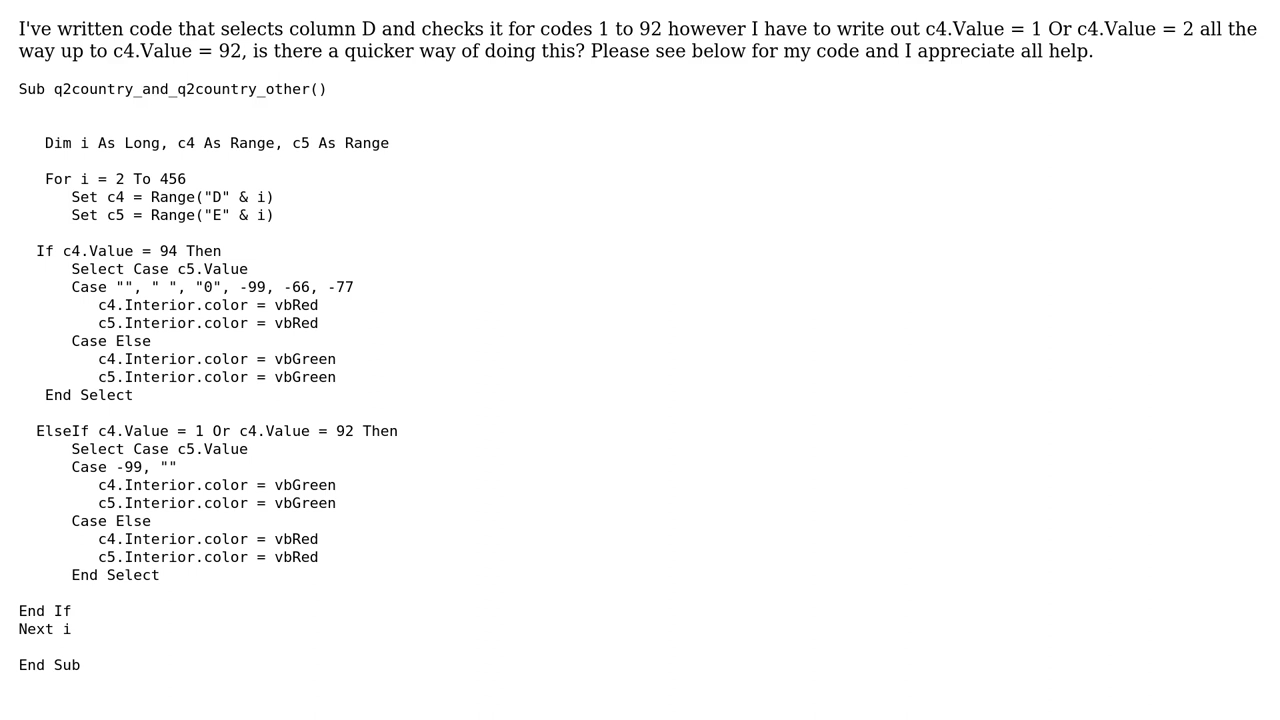 I've written code that selects column D and checks it for codes 1 to 92 however I have to write out c4.Value = 1 Or c4.Value = 2 all the
way up to c4.Value = 92, is there a quicker way of doing this? Please see below for my code and I appreciate all help.
Sub q2country_and_q2country_other()
Dim i As Long, c4 As Range, c5 As Range
For i = 2 To 456
Set c4 = Range("D" & i)
Set c5 = Range("E" & i)
If c4.Value = 94 Then
Select Case c5.Value
Case "", " ", "0", -99, -66, -77
c4.Interior.color = vbRed
c5.Interior.color = vbRed
Case Else
c4.Interior.color = vbGreen
c5.Interior.color = vbGreen
End Select
ElseIf c4.Value = 1 Or c4.Value = 92 Then
Select Case c5.Value
Case -99, ""
c4.Interior.color = vbGreen
c5.Interior.color = vbGreen
Case Else
c4.Interior.color = vbRed
c5.Interior.color = vbRed
End Select
End If
Next i
End Sub